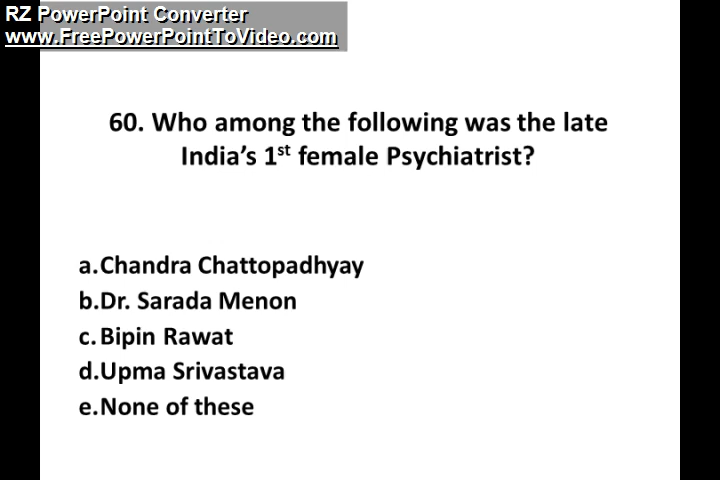 RZ PowerPoint Converter
www.FreePowerPointToVideo.com
60. Who among the following was the late
India's 1st female Psychiatrist?
a.Chandra Chattopadhyay
b.Dr. Sarada Menon
c. Bipin Rawat
d.Upma Srivastava
e.None of these